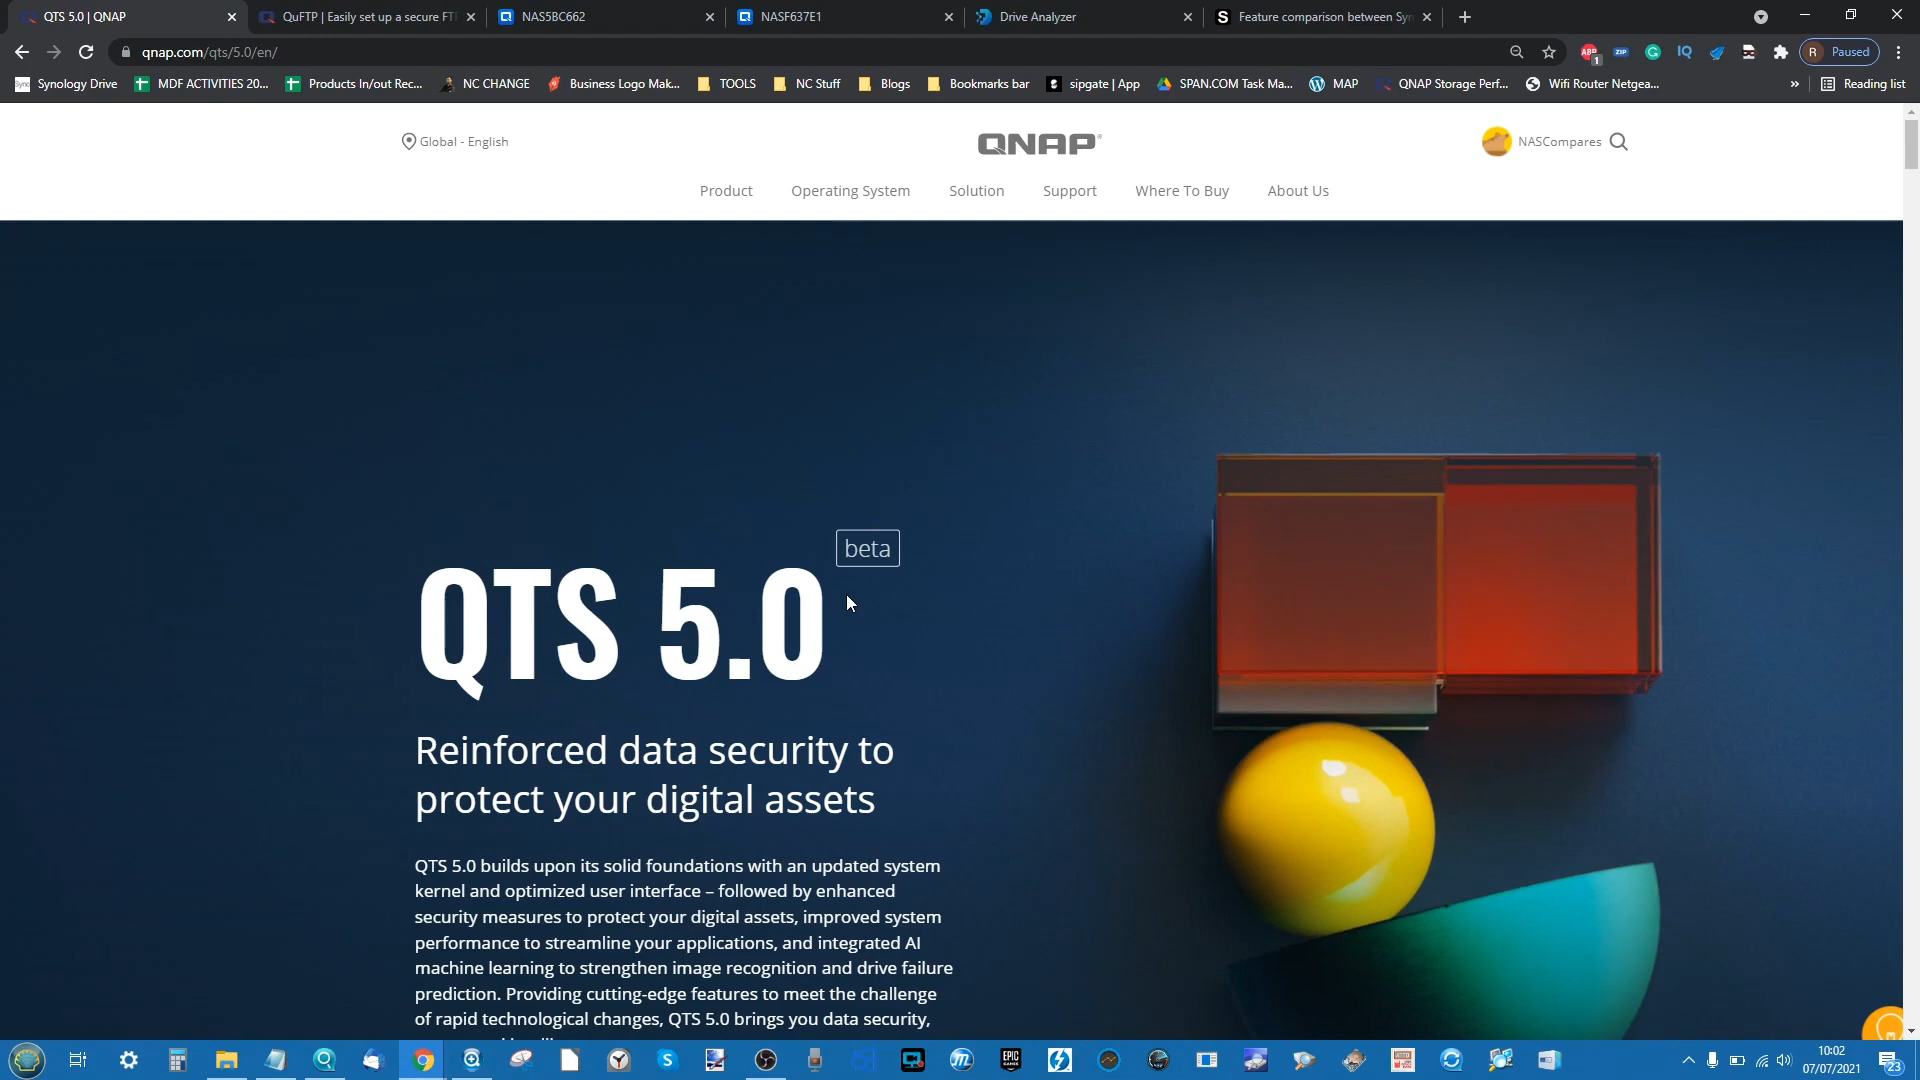 QTS 5.0 | QNAP
QuFTP | Easily set up a secure FT
NAS5BC662
NASF637E1
Drive Analyzer
Feature comparison between Syn
qnap.com/qts/5.0/en/
R Paused
Synology Drive
MDF ACTIVITIES 20...
Products In/out Rec...
NC CHANGE
Business Logo Mak...
TOOLS
NC Stuff
Blogs
Bookmarks bar
sipgate | App
SPAN.COM Task Ma...
MAP
QNAP Storage Perf...
Wifi Router Netgea...
»
Reading list
Global - English
QNAP
NASCompares
Product
Operating System
Solution
Support
Where To Buy
About Us
beta
QTS 5.0
Reinforced data security to
protect your digital assets
QTS 5.0 builds upon its solid foundations with an updated system
kernel and optimized user interface – followed by enhanced
security measures to protect your digital assets, improved system
performance to streamline your applications, and integrated AI
machine learning to strengthen image recognition and drive failure
prediction. Providing cutting-edge features to meet the challenge
of rapid technological changes, QTS 5.0 brings you data security,
10:02
07/07/2021
23